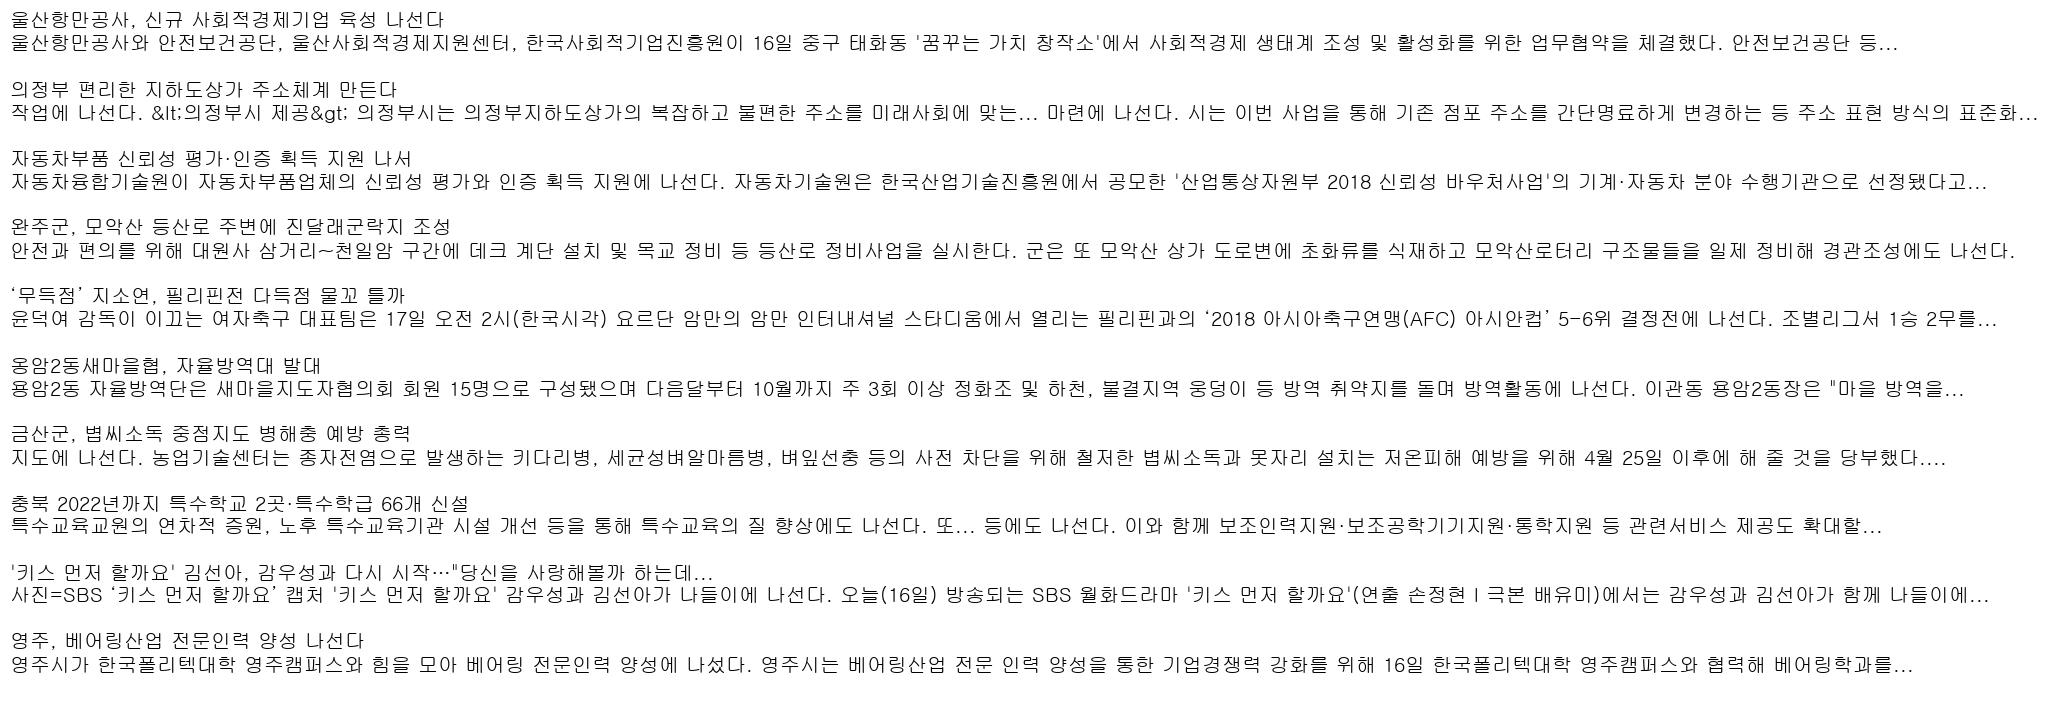 울산항만공사, 신규 사회적경제기업 육성 나선다
울산항만공사와 안전보건공단, 울산사회적경제지원센터, 한국사회적기업진흥원이 16일 중구 태화동 '꿈꾸는 가치 창작소'에서 사회적경제 생태계 조성 및 활성화를 위한 업무협약을 체결했다. 안전보건공단 등...
의정부 편리한 지하도상가 주소체계 만든다
작업에 나선다. &lt;의정부시 제공&gt; 의정부시는 의정부지하도상가의 복잡하고 불편한 주소를 미래사회에 맞는... 마련에 나선다. 시는 이번 사업을 통해 기존 점포 주소를 간단명료하게 변경하는 등 주소 표현 방식의 표준화...
자동차부품 신뢰성 평가·인증 획득 지원 나서
자동차융합기술원이 자동차부품업체의 신뢰성 평가와 인증 획득 지원에 나선다. 자동차기술원은 한국산업기술진흥원에서 공모한 '산업통상자원부 2018 신뢰성 바우처사업'의 기계·자동차 분야 수행기관으로 선정됐다고...
완주군, 모악산 등산로 주변에 진달래군락지 조성
안전과 편의를 위해 대원사 삼거리~천일암 구간에 데크 계단 설치 및 목교 정비 등 등산로 정비사업을 실시한다. 군은 또 모악산 상가 도로변에 초화류를 식재하고 모악산로터리 구조물들을 일제 정비해 경관조성에도 나선다.
‘무득점’ 지소연, 필리핀전 다득점 물꼬 틀까
윤덕여 감독이 이끄는 여자축구 대표팀은 17일 오전 2시(한국시각) 요르단 암만의 암만 인터내셔널 스타디움에서 열리는 필리핀과의 ‘2018 아시아축구연맹(AFC) 아시안컵’ 5-6위 결정전에 나선다. 조별리그서 1승 2무를...
옹암2동새마을협, 자율방역대 발대
용암2동 자율방역단은 새마을지도자협의회 회원 15명으로 구성됐으며 다음달부터 10월까지 주 3회 이상 정화조 및 하천, 불결지역 웅덩이 등 방역 취약지를 돌며 방역활동에 나선다. 이관동 용암2동장은 "마을 방역을...
금산군, 볍씨소독 중점지도 병해충 예방 총력
지도에 나선다. 농업기술센터는 종자전염으로 발생하는 키다리병, 세균성벼알마름병, 벼잎선충 등의 사전 차단을 위해 철저한 볍씨소독과 못자리 설치는 저온피해 예방을 위해 4월 25일 이후에 해 줄 것을 당부했다....
충북 2022년까지 특수학교 2곳·특수학급 66개 신설
특수교육교원의 연차적 증원, 노후 특수교육기관 시설 개선 등을 통해 특수교육의 질 향상에도 나선다. 또... 등에도 나선다. 이와 함께 보조인력지원·보조공학기기지원·통학지원 등 관련서비스 제공도 확대할...
'키스 먼저 할까요' 김선아, 감우성과 다시 시작…"당신을 사랑해볼까 하는데...
사진=SBS ‘키스 먼저 할까요’ 캡처 '키스 먼저 할까요' 감우성과 김선아가 나들이에 나선다. 오늘(16일) 방송되는 SBS 월화드라마 '키스 먼저 할까요'(연출 손정현 l 극본 배유미)에서는 감우성과 김선아가 함께 나들이에...
영주, 베어링산업 전문인력 양성 나선다
영주시가 한국폴리텍대학 영주캠퍼스와 힘을 모아 베어링 전문인력 양성에 나섰다. 영주시는 베어링산업 전문 인력 양성을 통한 기업경쟁력 강화를 위해 16일 한국폴리텍대학 영주캠퍼스와 협력해 베어링학과를...